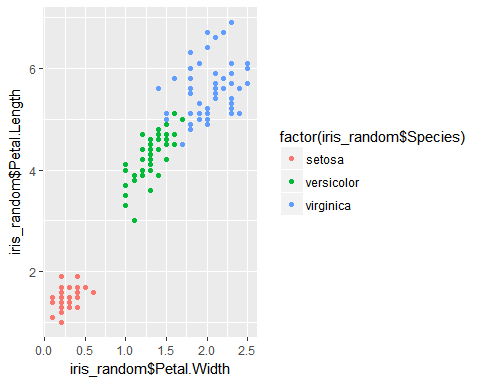 iris_random$Petal.Length
6
4
2
0.0 0.5 1.0 1.5 2.0 2.5
iris_random$Petal.Width
factor(iris_random$Species)
setosa
versicolor
virginica